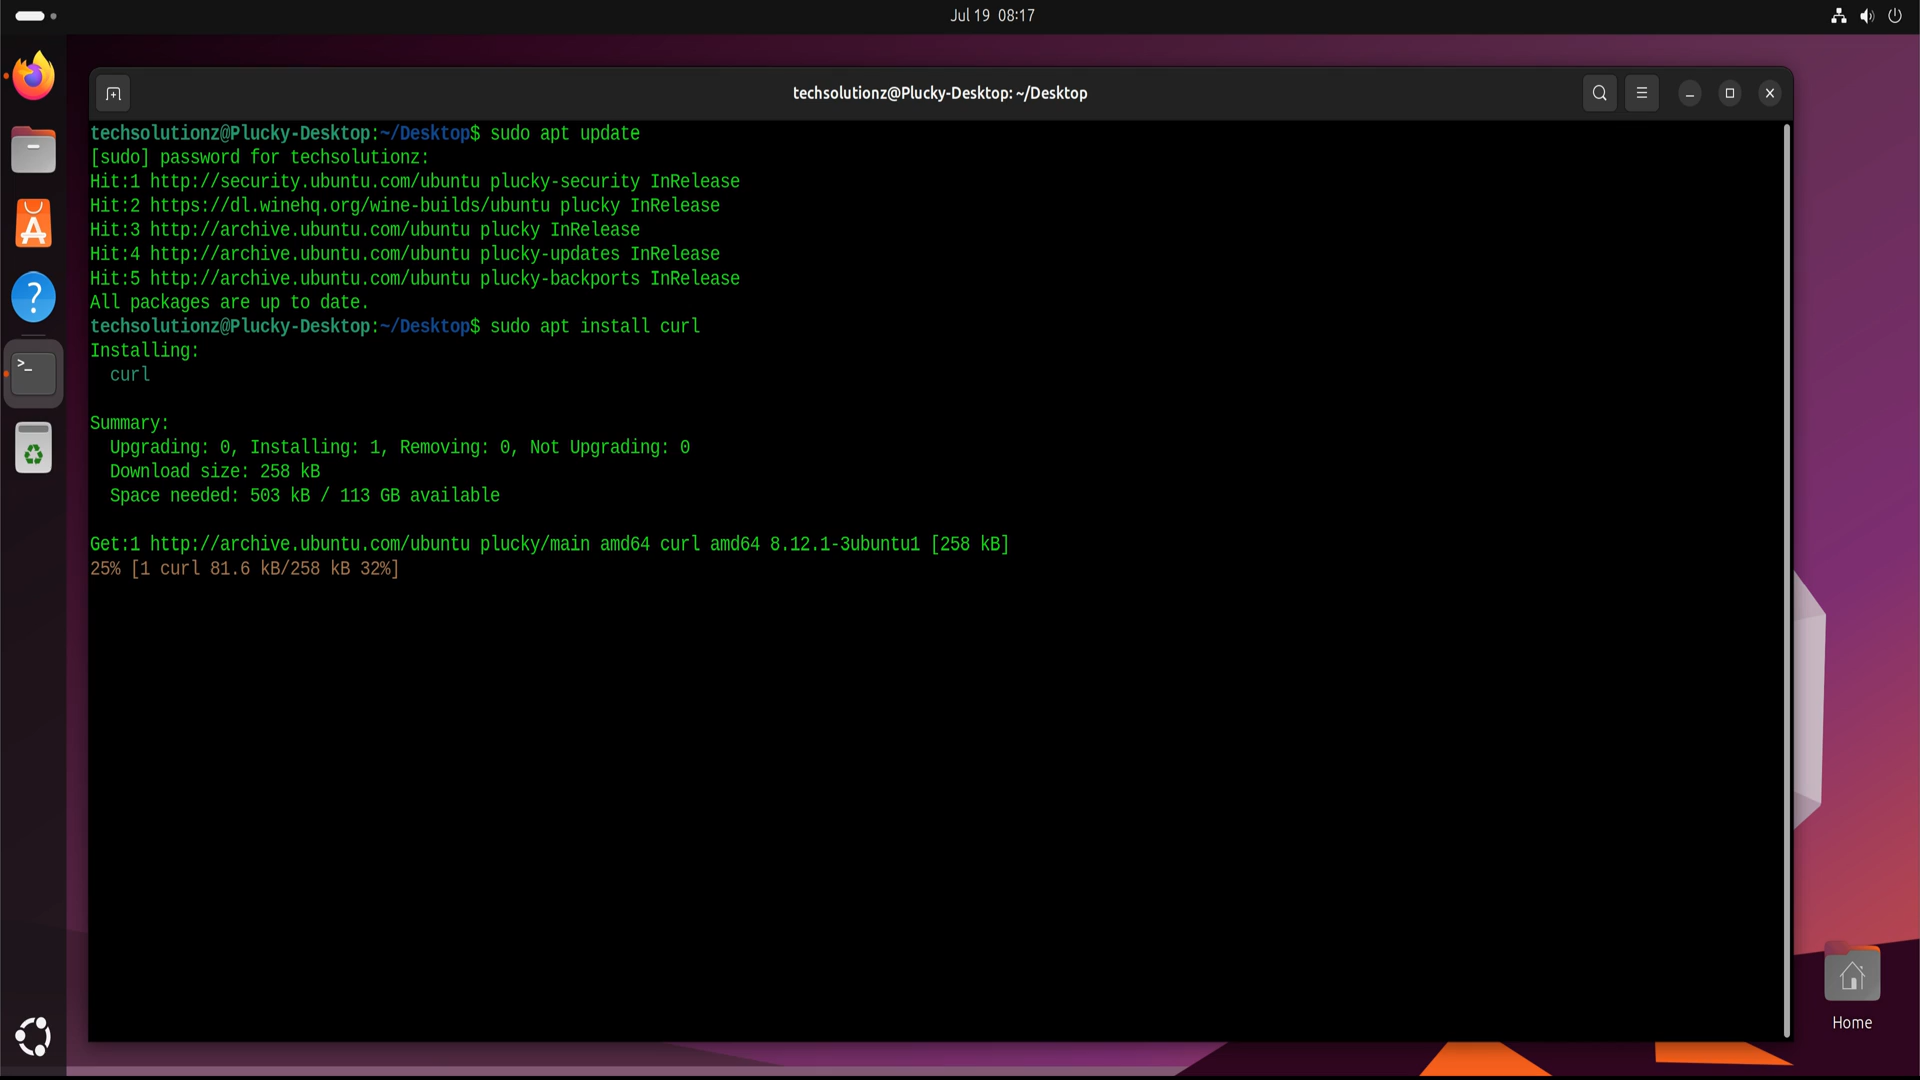 Jul 19 08:17
techsolutionz@Plucky-Desktop: ~/Desktop
techsolutionz@Plucky-Desktop:~/Desktop$ sudo apt update
[sudo] password for techsolutionz:
Hit:1 http://security.ubuntu.com/ubuntu plucky-security InRelease
Hit:2 https://dl.winehq.org/wine-builds/ubuntu plucky InRelease
Hit:3 http://archive.ubuntu.com/ubuntu plucky InRelease
Hit:4 http://archive.ubuntu.com/ubuntu plucky-updates InRelease
Hit:5 http://archive.ubuntu.com/ubuntu plucky-backports InRelease
All packages are up to date.
techsolutionz@Plucky-Desktop:~/Desktop$ sudo apt install curl
Installing:
  curl
Summary:
  Upgrading: 0, Installing: 1, Removing: 0, Not Upgrading: 0
  Download size: 258 kB
  Space needed: 503 kB / 113 GB available
Get:1 http://archive.ubuntu.com/ubuntu plucky/main amd64 curl amd64 8.12.1-3ubuntu1 [258 kB]
25% [1 curl 81.6 kB/258 kB 32%]
Home